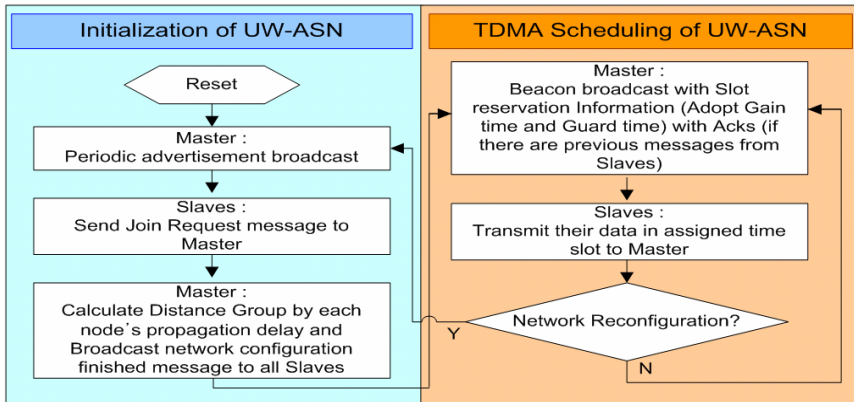 Initialization of UW-ASN
Reset
Master :
Periodic advertisement broadcast
Slaves :
Send Join Request message to
Master
Master :
Calculate Distance Group by each
node's propagation delay and
Broadcast network configuration
finished message to all Slaves
TDMA Scheduling of UW-ASN
Master :
Beacon broadcast with Slot
reservation Information (Adopt Gain
time and Guard time) with Acks (if
there are previous messages from
Slaves)
Slaves :
Transmit their data in assigned time
slot to Master
Network Reconfiguration?
Y
N